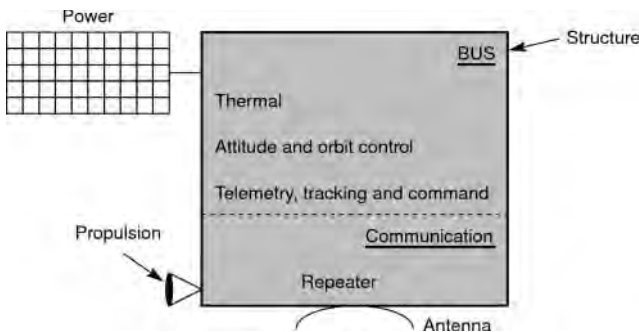 Power
BUS
Structure
Thermal
Attitude and orbit control
Telemetry, tracking and command
Propulsion
Communication
Repeater
Antenna